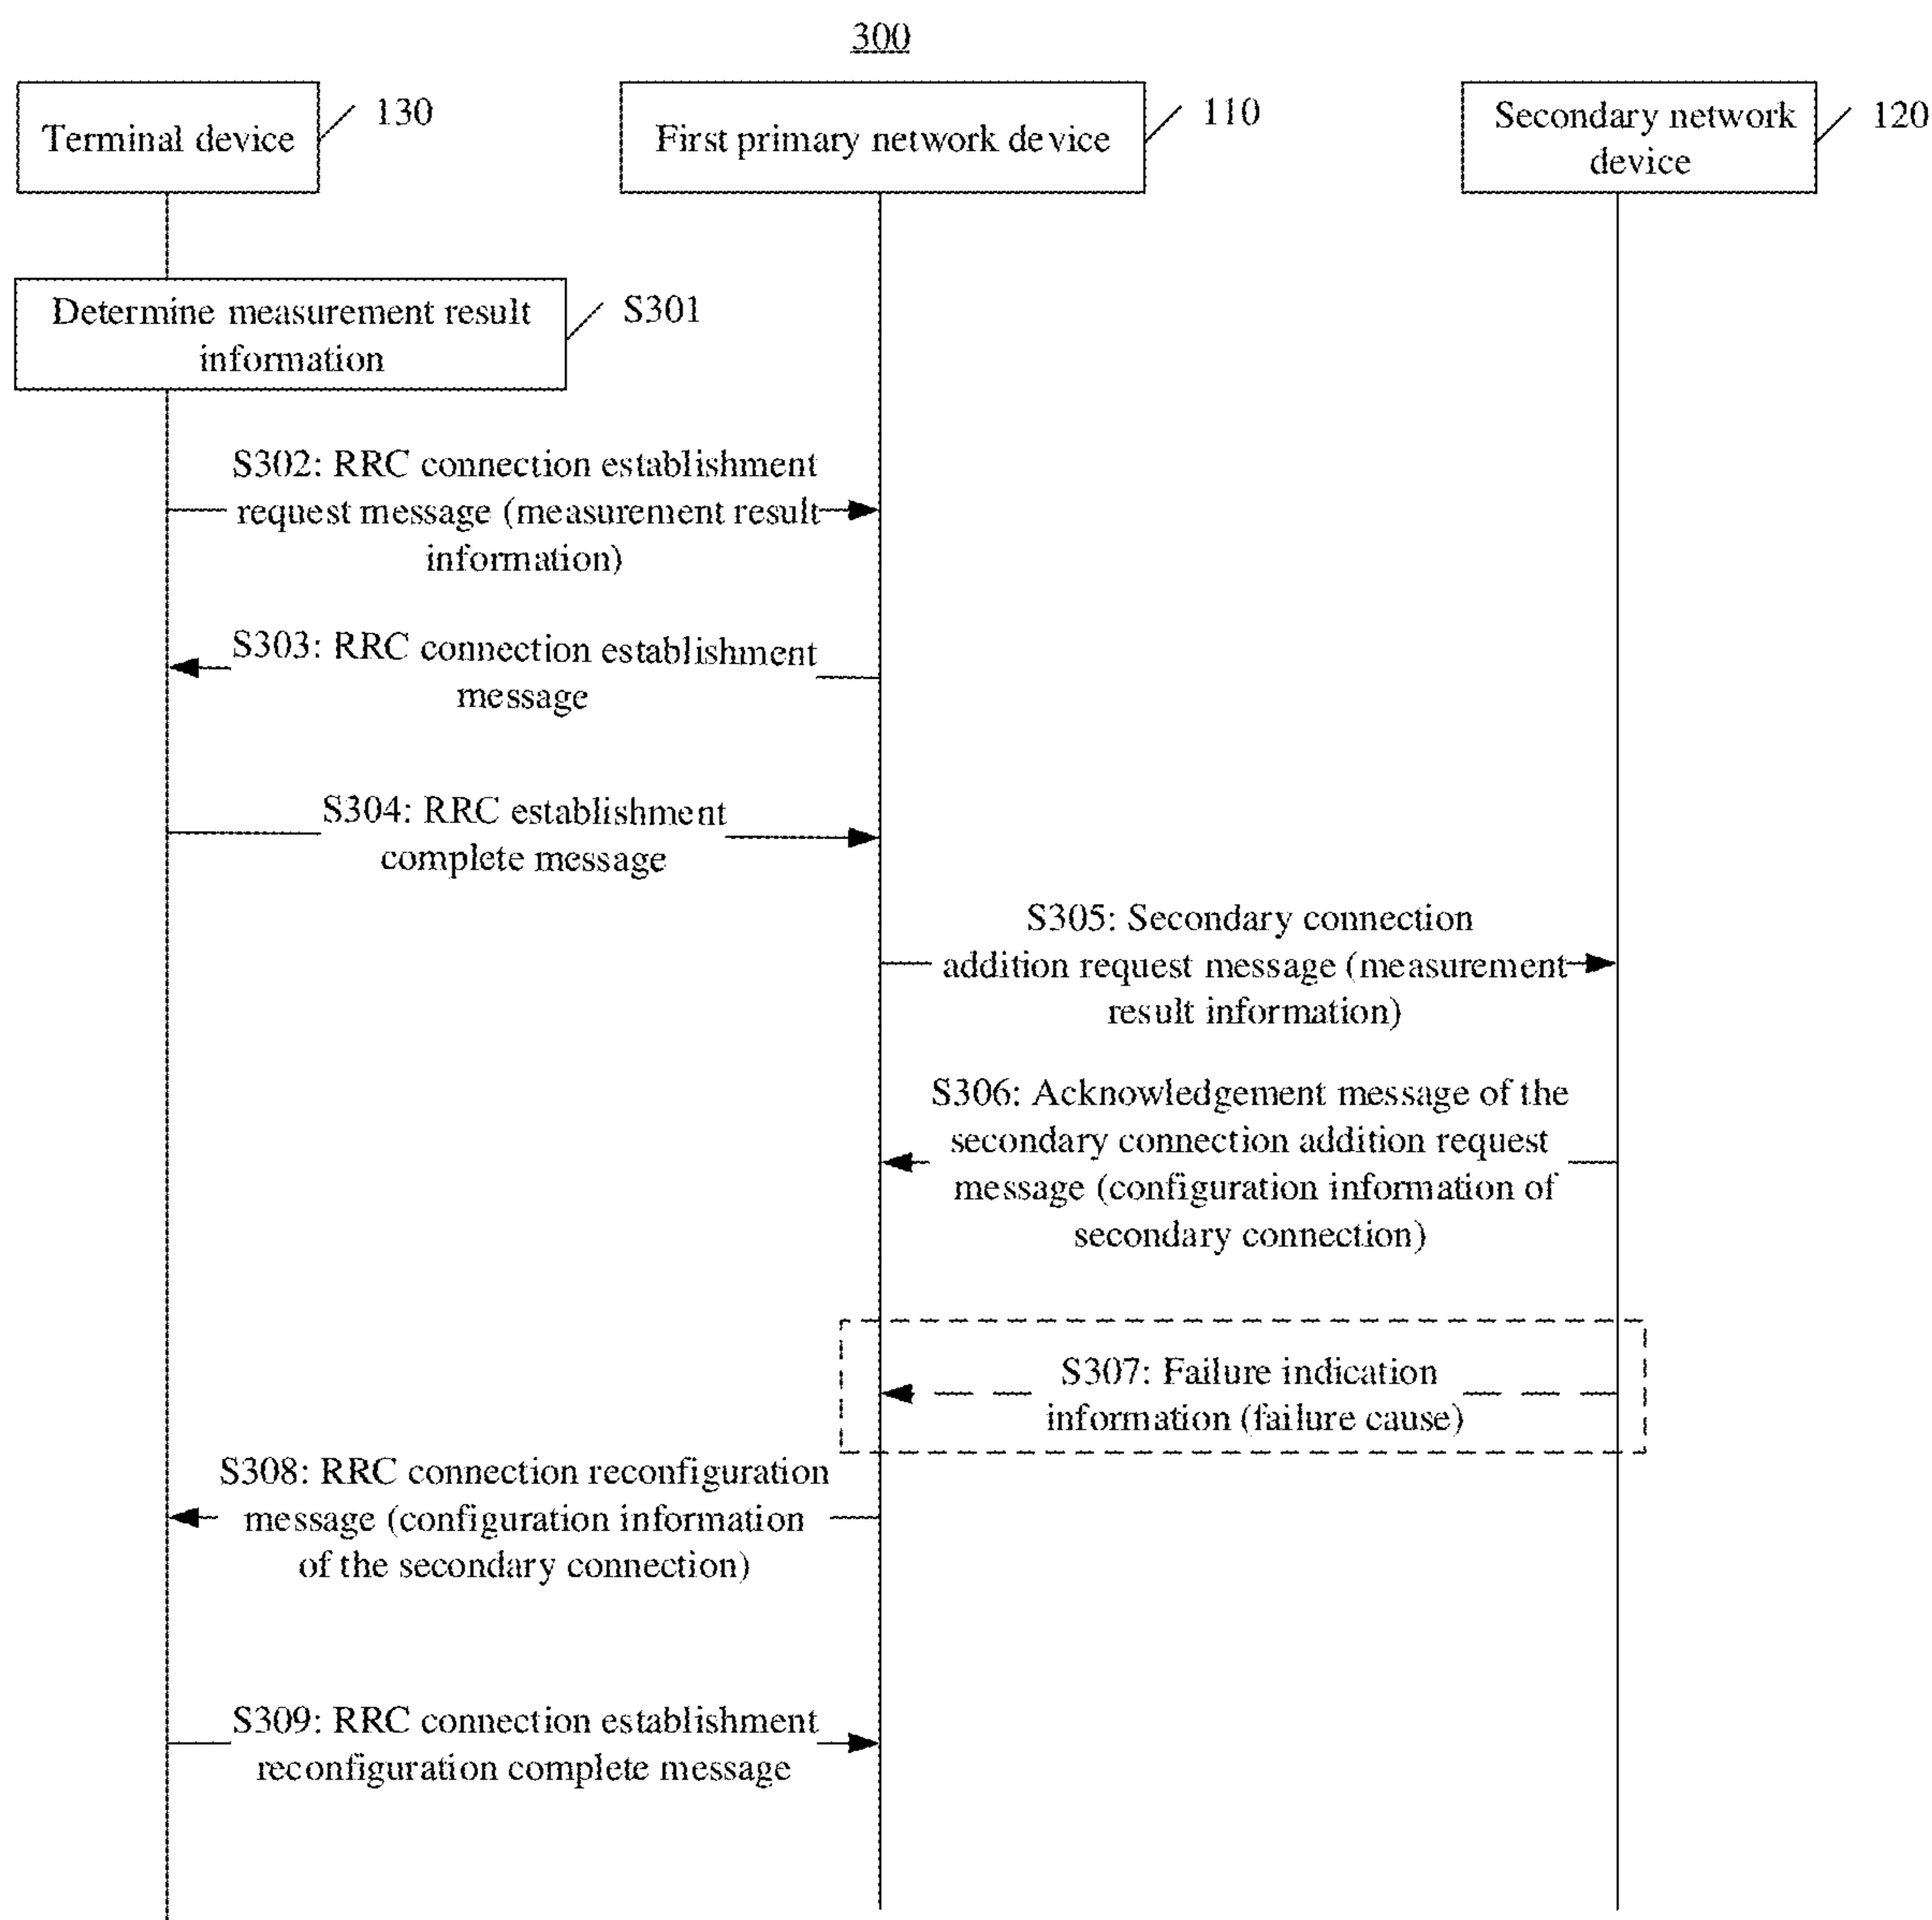 300
Terminal device
130
First primary network device
110
Secondary network
device
120
Determine measurement result
information
S301
S302: RRC connection establishment
request message (measurement result
information)
S303: RRC connection establishment
message
S304: RRC establishment
complete message
S305: Secondary connection
addition request message (measurement
result information)
S306: Acknowledgement message of the
secondary connection addition request
message (configuration information of
secondary connection)
S307: Failure indication
information (failure cause)
S308: RRC connection reconfiguration
message (configuration information
of the secondary connection)
S309: RRC connection establishment
reconfiguration complete message